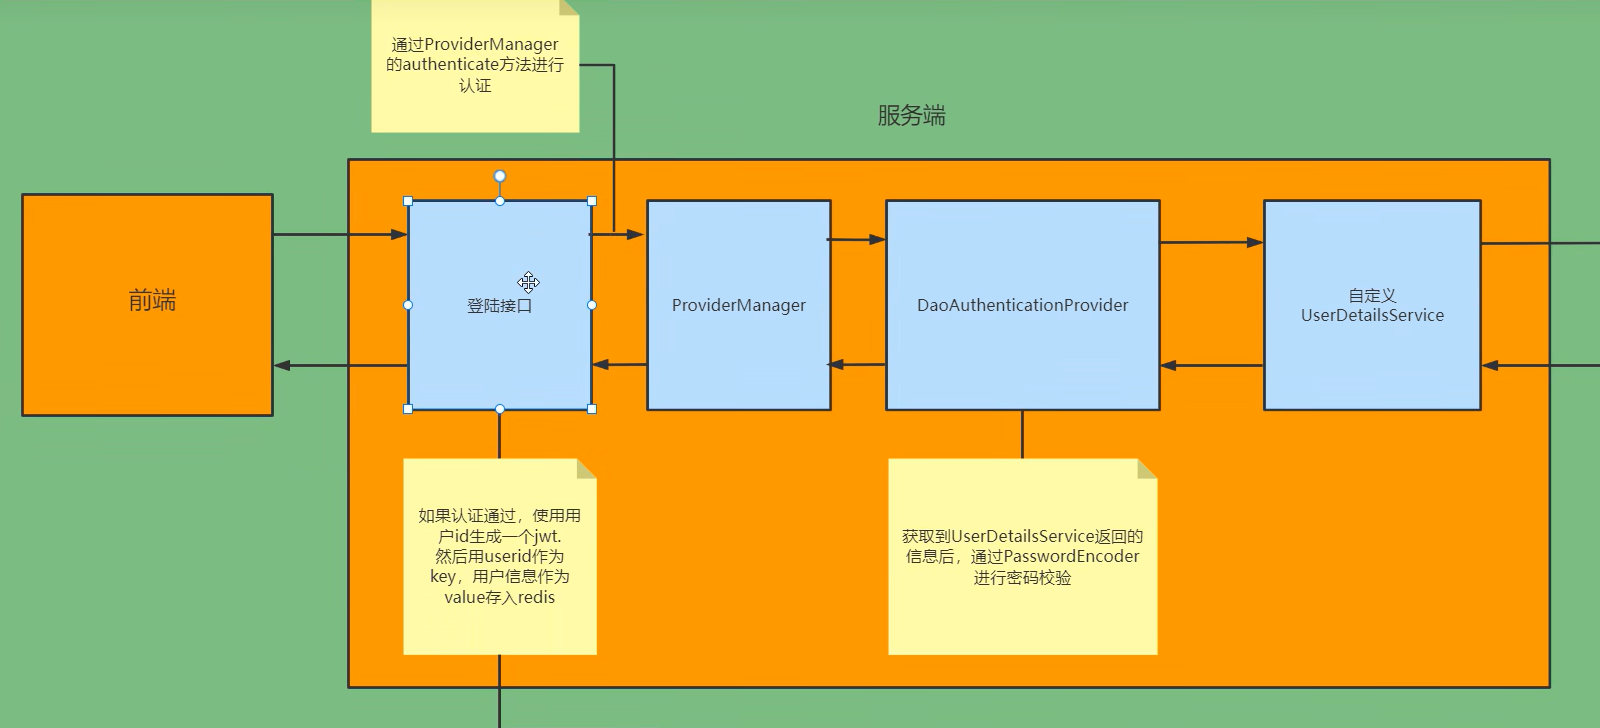 通过ProviderManager
的authenticate方法进行
认证
服务端
前端
登陆接口
ProviderManager
DaoAuthenticationProvider
自定义
UserDetailsService
如果认证通过，使用用
户id生成一个jwt.
然后用userid作为
key，用户信息作为
value存入redis
获取到UserDetailsService返回的
信息后，通过PasswordEncoder
进行密码校验